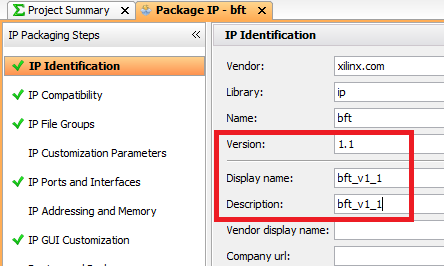 Project Summary
Package IP - bft
IP Packaging Steps
IP Identification
IP Compatibility
IP File Groups
IP Customization Parameters
IP Ports and Interfaces
IP Addressing and Memory
IP GUI Customization
IP Identification
Vendor: xilinx.com
Library: ip
Name: bft
Version: 1.1
Display name: bft_v1_1
Description: bft_v1_1
Vendor display name:
Company url: